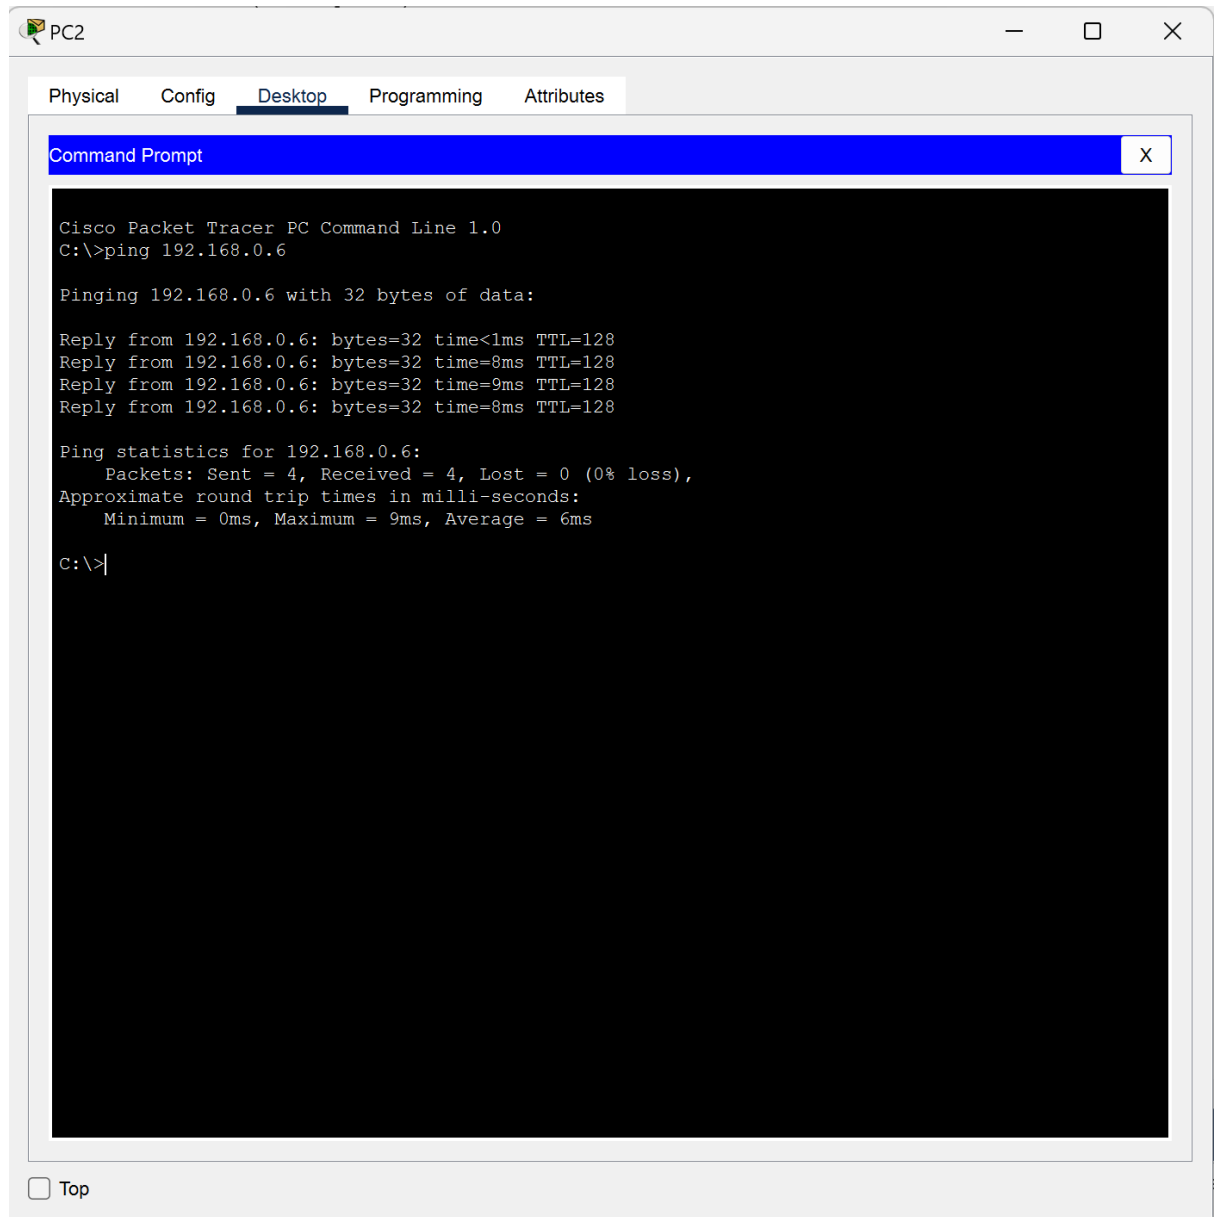 PC2
Physical Config Desktop Programming Attributes
Command Prompt
X
Cisco Packet Tracer PC Command Line 1.0
C:\>ping 192.168.0.6
Pinging 192.168.0.6 with 32 bytes of data:
Reply from 192.168.0.6: bytes=32 time<1ms TTL=128
Reply from 192.168.0.6: bytes=32 time=8ms TTL=128
Reply from 192.168.0.6: bytes=32 time=9ms TTL=128
Reply from 192.168.0.6: bytes=32 time=8ms TTL=128
Ping statistics for 192.168.0.6:
Packets: Sent = 4, Received = 4, Lost = 0 (0% loss),
Approximate round trip times in milli-seconds:
Minimum = 0ms, Maximum = 9ms, Average = 6ms
C:\>
Top